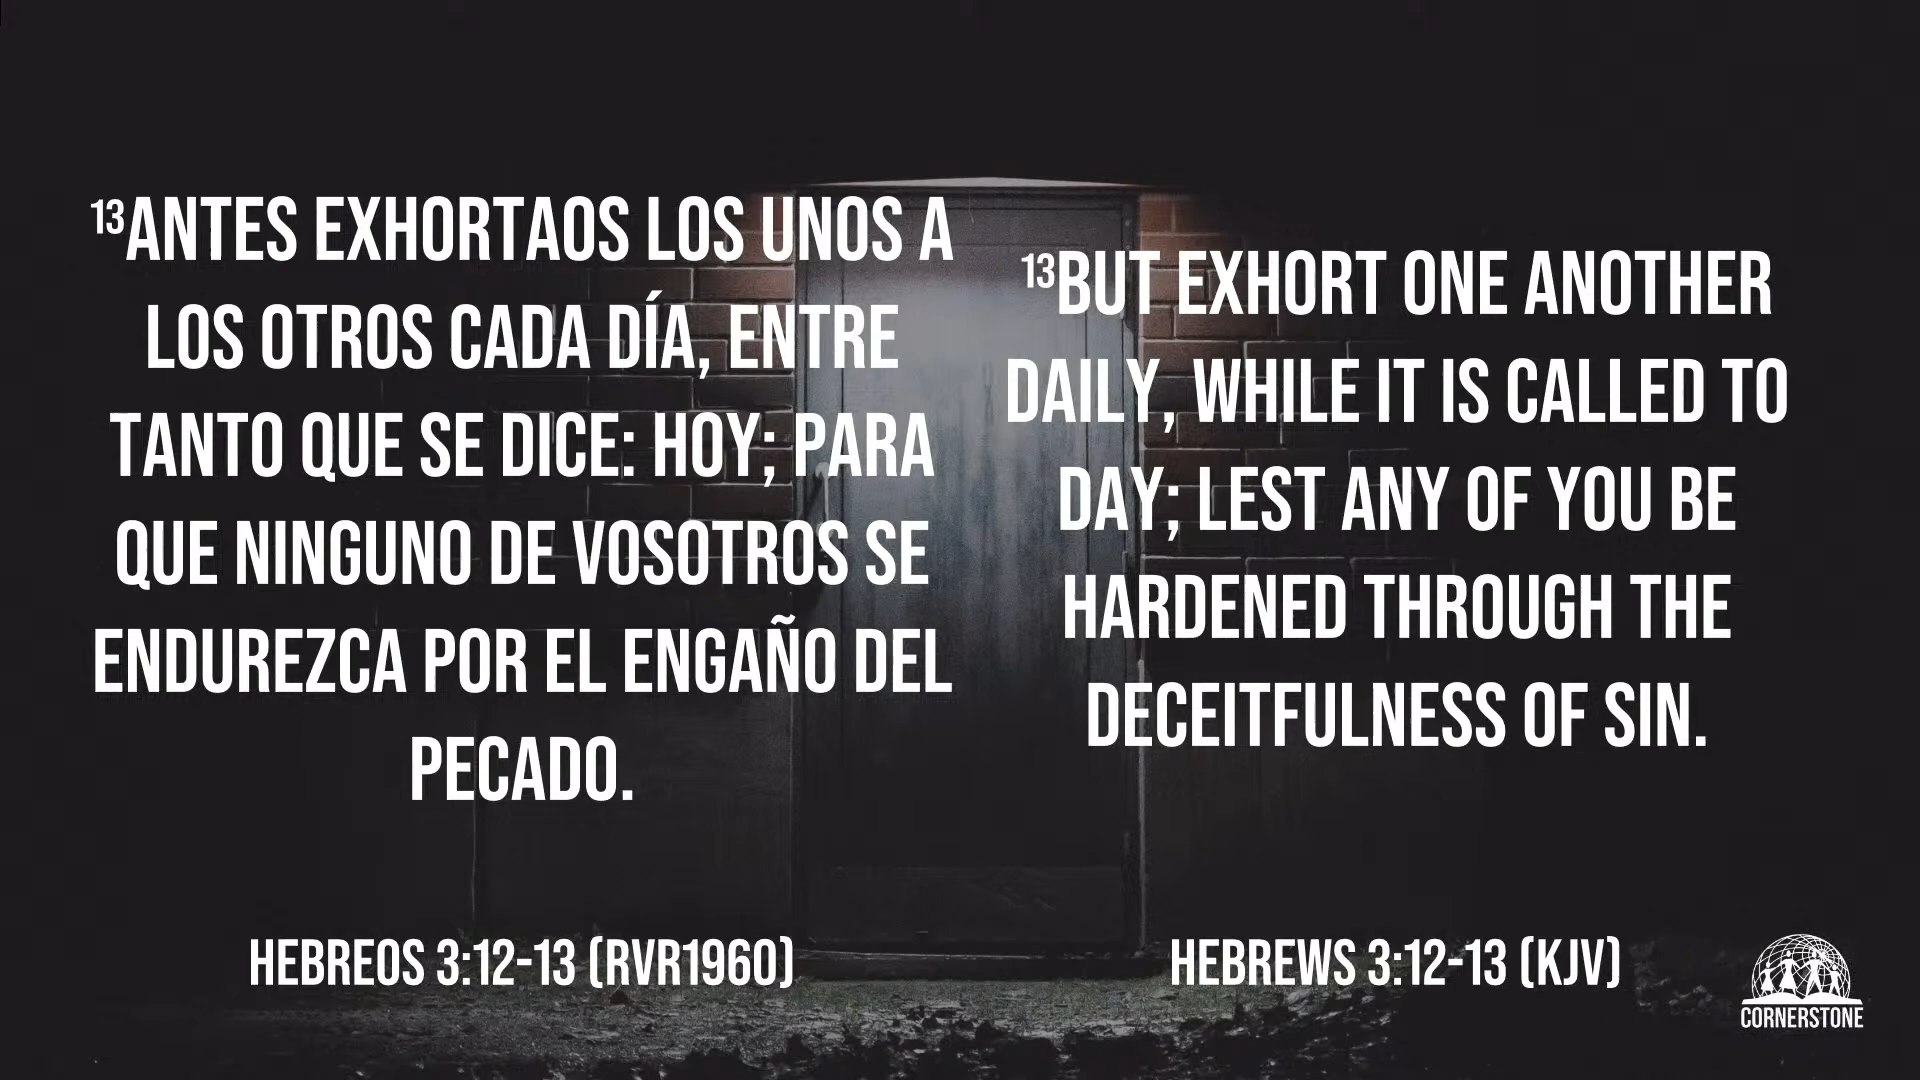 ¹³ANTES EXHORTAOS LOS UNOS A
LOS OTROS CADA DÍA, ENTRE
TANTO QUE SE DICE: HOY; PARA
QUE NINGUNO DE VOSOTROS SE
ENDUREZCA POR EL ENGAÑO DEL
PECADO.
HEBREOS 3:12-13 (RVR1960)
¹³BUT EXHORT ONE ANOTHER
DAILY, WHILE IT IS CALLED TO
DAY; LEST ANY OF YOU BE
HARDENED THROUGH THE
DECEITFULNESS OF SIN.
HEBREWS 3:12-13 (KJV)
CORNERSTONE